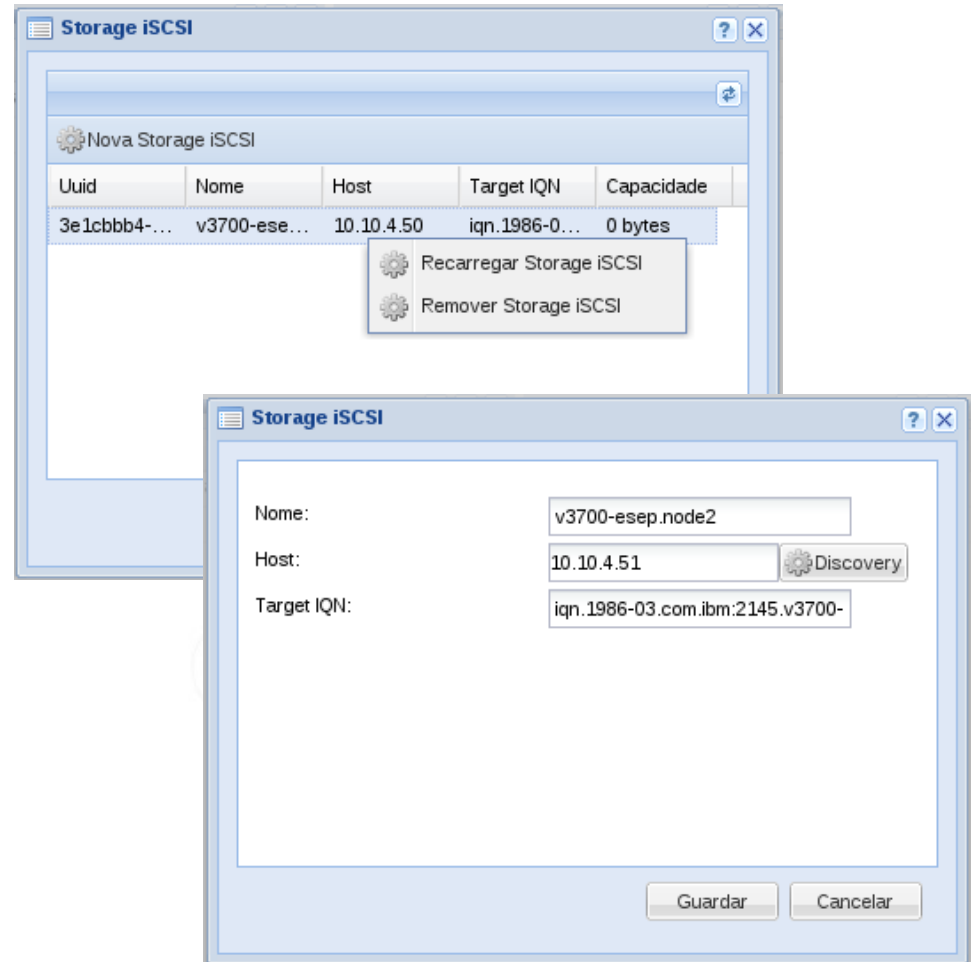 Storage iSCSI
Nova Storage iSCSI
Uuid Nome Host Target IQN Capacidade
3e1cbbb4-... v3700-ese... 10.10.4.50 iqn.1986-0... 0 bytes
Recarregar Storage iSCSI
Remover Storage iSCSI
Storage iSCSI
Nome: v3700-esep.node2
Host: 10.10.4.51 Discovery
Target IQN: iqn.1986-03.com.ibm:2145.v3700-
Guardar Cancelar